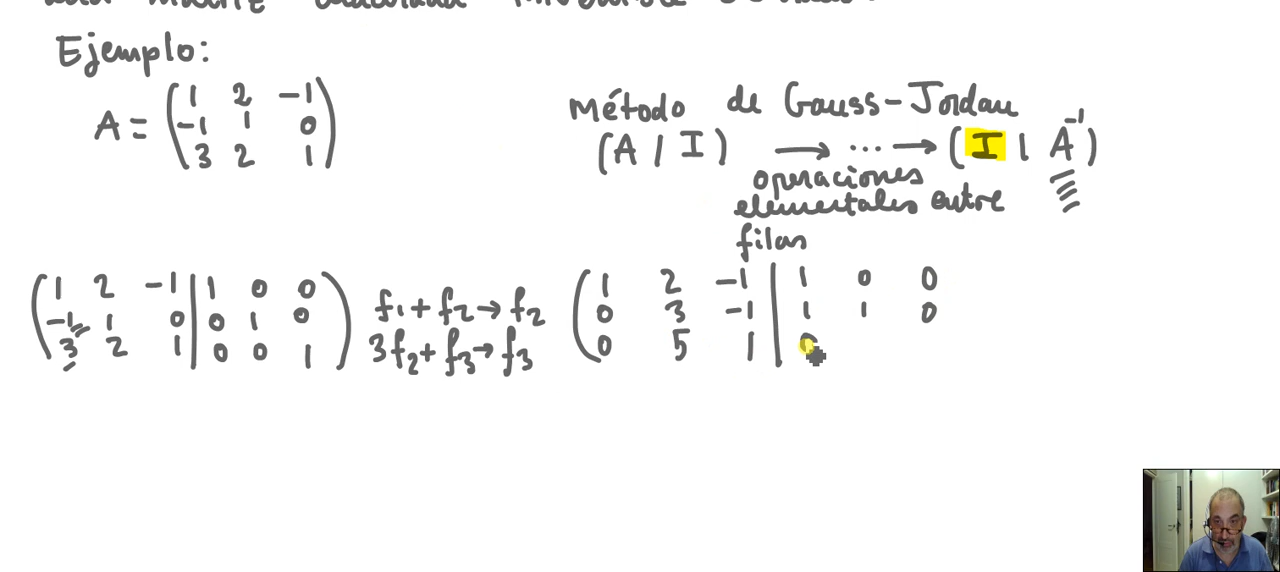 Ejemplo:
A = ( 1 2 -1
-1 1 0
3 2 1 )
Método de Gauss-Jordan
(A | I) → ... → (I | A⁻¹)
operaciones
elementales entre
filas
( 1 2 -1 | 1 0 0
-1 1 0 | 0 1 0
3 2 1 | 0 0 1 )
f1 + f2 → f2
3f2 + f3 → f3
( 1 2 -1 | 1 0 0
0 3 -1 | 1 1 0
0 5 1 | 0